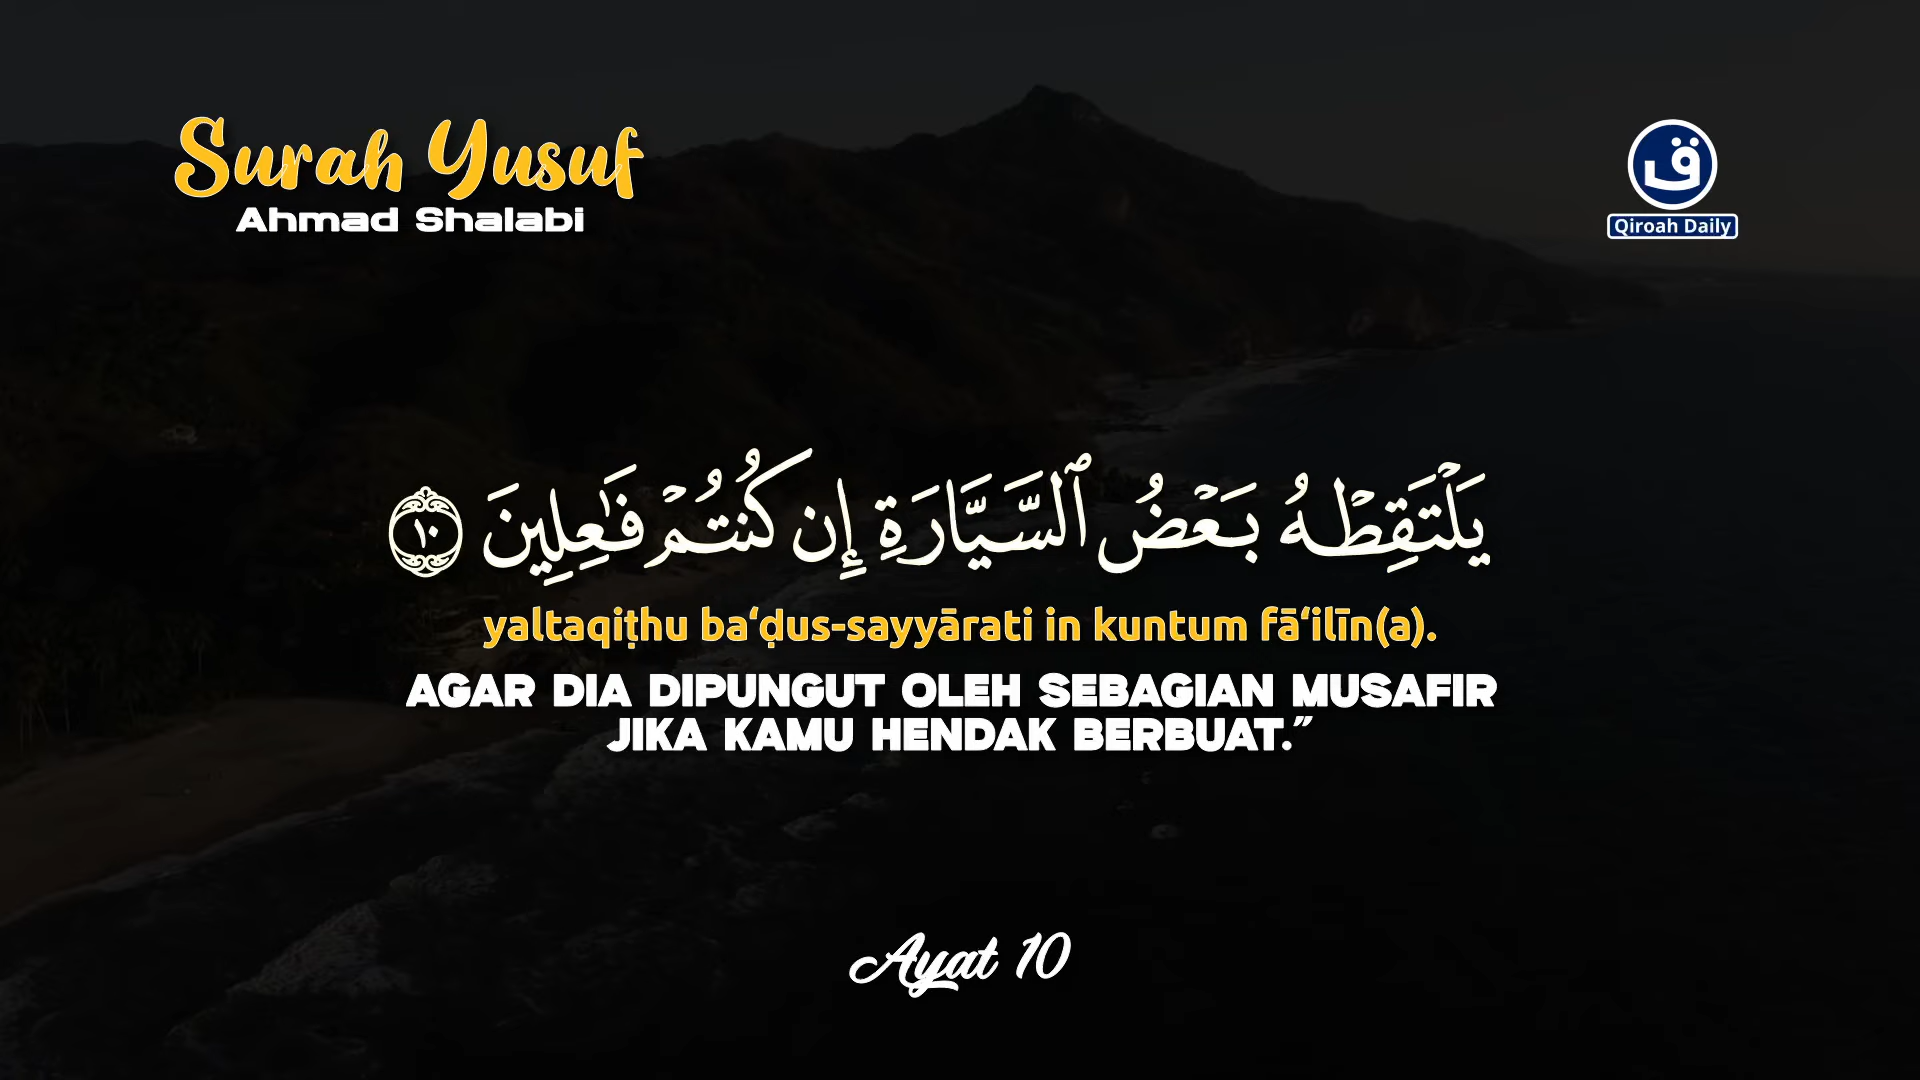 Surah Yusuf
Ahmad Shalabi
ق
Qiroah Daily
يَلْتَقِطْهُ بَعْضُ ٱلسَّيَّارَةِ إِن كُنتُمْ فَٰعِلِينَ ١٠
yaltaqiṭhu ba‘ḍus-sayyārati in kuntum fā‘ilīn(a).
AGAR DIA DIPUNGUT OLEH SEBAGIAN MUSAFIR
JIKA KAMU HENDAK BERBUAT.”
Ayat 10